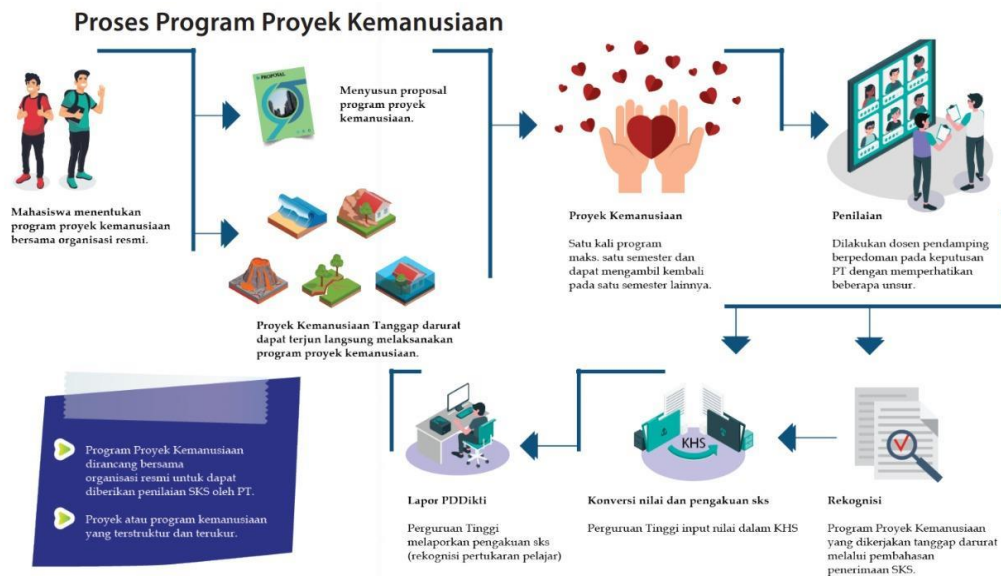 Proses Program Proyek Kemanusiaan
Mahasiswa menentukan
program proyek kemanusiaan
bersama organisasi resmi.
PROPOSAL
Menyusun proposal
program proyek
kemanusiaan.
Proyek Kemanusiaan Tanggap darurat
dapat terjun langsung melaksanakan
program proyek kemanusiaan.
Proyek Kemanusiaan
Satu kali program
maks. satu semester dan
dapat mengambil kembali
pada satu semester lainnya.
Penilaian
Dilakukan dosen pendamping
berpedoman pada keputusan
PT dengan memperhatikan
beberapa unsur.
Rekognisi
Program Proyek Kemanusiaan
yang dikerjakan tanggap darurat
melalui pembahasan
penerimaan SKS.
KHS
Konversi nilai dan pengakuan sks
Perguruan Tinggi input nilai dalam KHS
Lapor PDDikti
Perguruan Tinggi
melaporkan pengakuan sks
(rekognisi pertukaran pelajar)
Program Proyek Kemanusiaan
dirancang bersama
organisasi resmi untuk dapat
diberikan penilaian SKS oleh PT.
Proyek atau program kemanusiaan
yang terstruktur dan terukur.